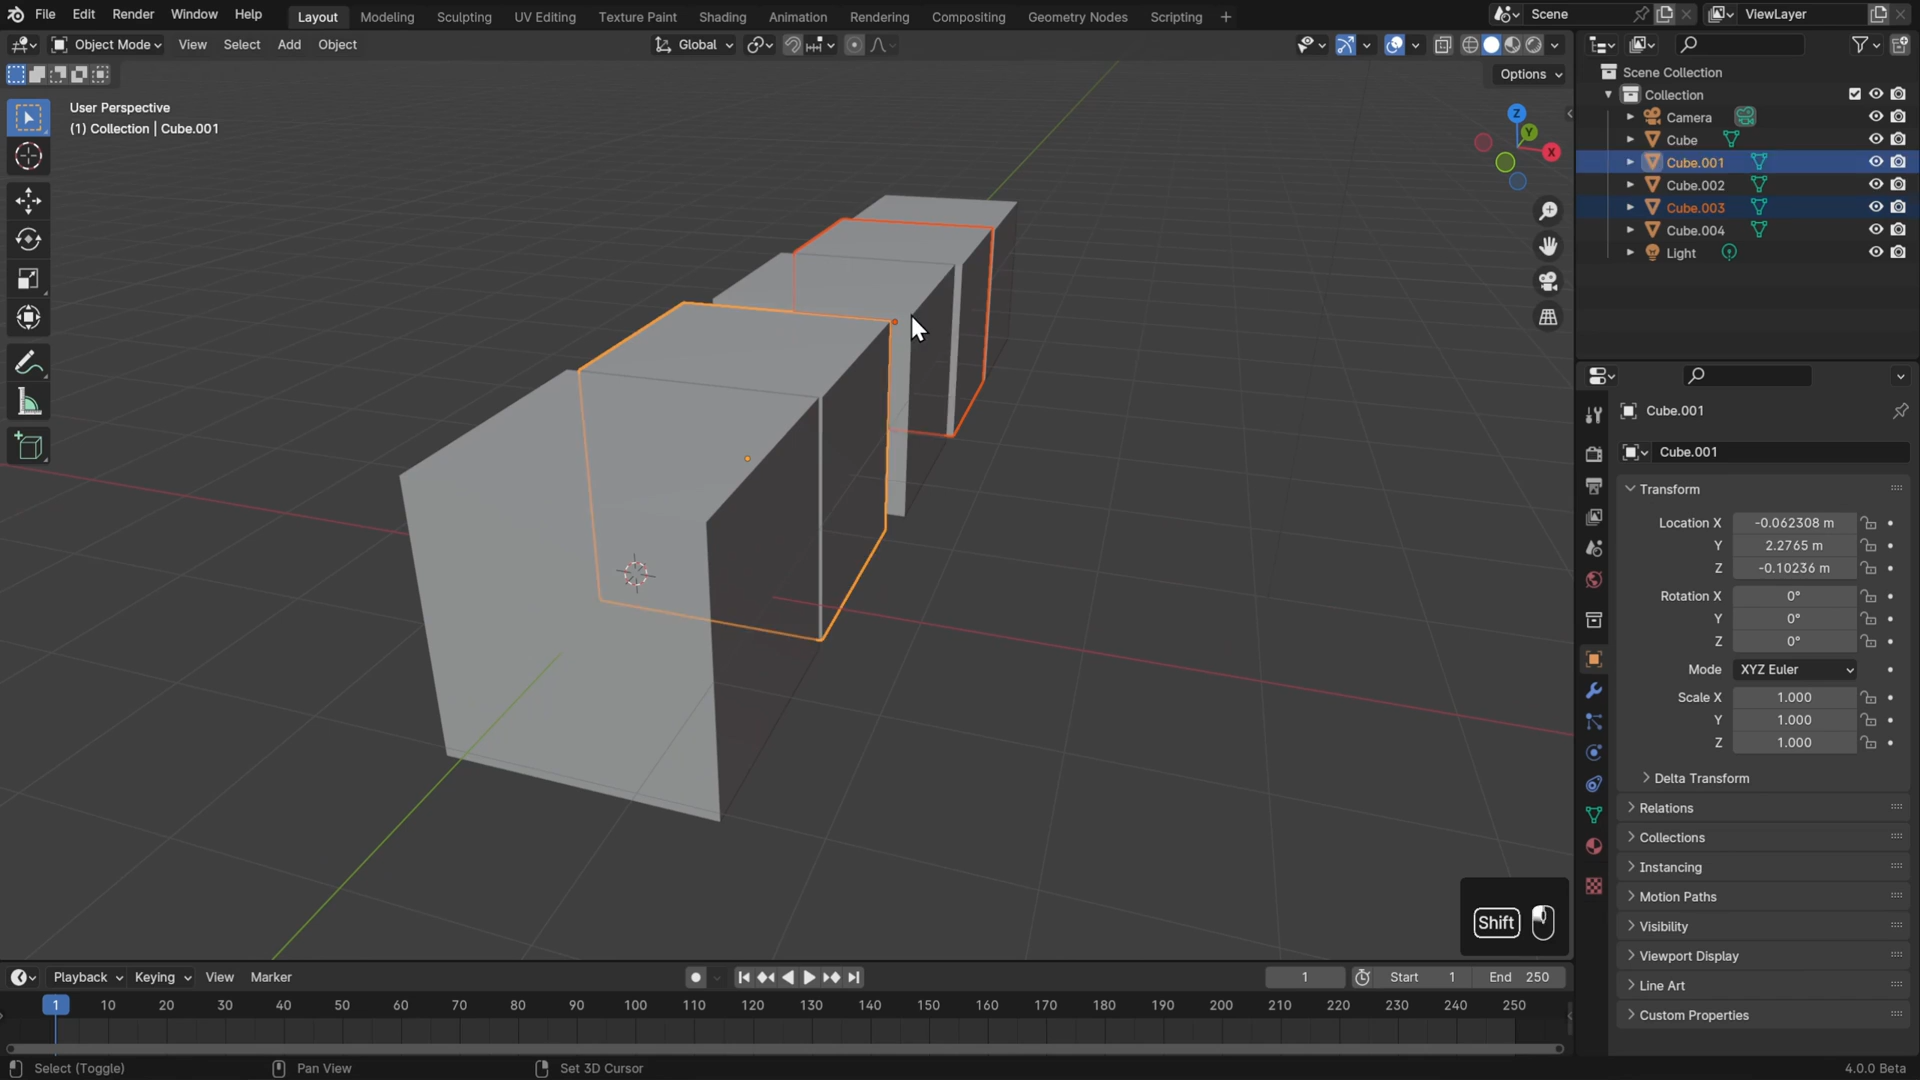 File Edit Render Window Help Layout Modeling Sculpting UV Editing Texture Paint Shading Animation Rendering Compositing Geometry Nodes Scripting + Scene ViewLayer
Object Mode View Select Add Object Global
Options
User Perspective
(1) Collection | Cube.001
Z
Y
X
Scene Collection
Collection
Camera
Cube
Cube.001
Cube.002
Cube.003
Cube.004
Light
Cube.001
Cube.001
Transform
Location X -0.062308 m
Y 2.2765 m
Z -0.10236 m
Rotation X 0°
Y 0°
Z 0°
Mode XYZ Euler
Scale X 1.000
Y 1.000
Z 1.000
Delta Transform
Relations
Collections
Instancing
Motion Paths
Visibility
Viewport Display
Line Art
Custom Properties
Shift
Playback Keying View Marker 1 Start 1 End 250
1 10 20 30 40 50 60 70 80 90 100 110 120 130 140 150 160 170 180 190 200 210 220 230 240 250
Select (Toggle) Pan View Set 3D Cursor 4.0.0 Beta